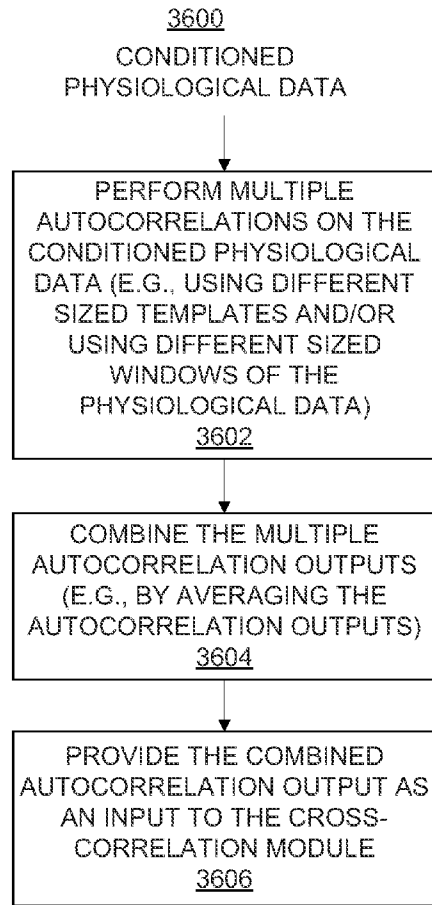 3600
CONDITIONED
PHYSIOLOGICAL DATA
PERFORM MULTIPLE
AUTOCORRELATIONS ON THE
CONDITIONED PHYSIOLOGICAL
DATA (E.G., USING DIFFERENT
SIZED TEMPLATES AND/OR
USING DIFFERENT SIZED
WINDOWS OF THE
PHYSIOLOGICAL DATA)
3602
COMBINE THE MULTIPLE
AUTOCORRELATION OUTPUTS
(E.G., BY AVERAGING THE
AUTOCORRELATION OUTPUTS)
3604
PROVIDE THE COMBINED
AUTOCORRELATION OUTPUT AS
AN INPUT TO THE CROSS-
CORRELATION MODULE
3606